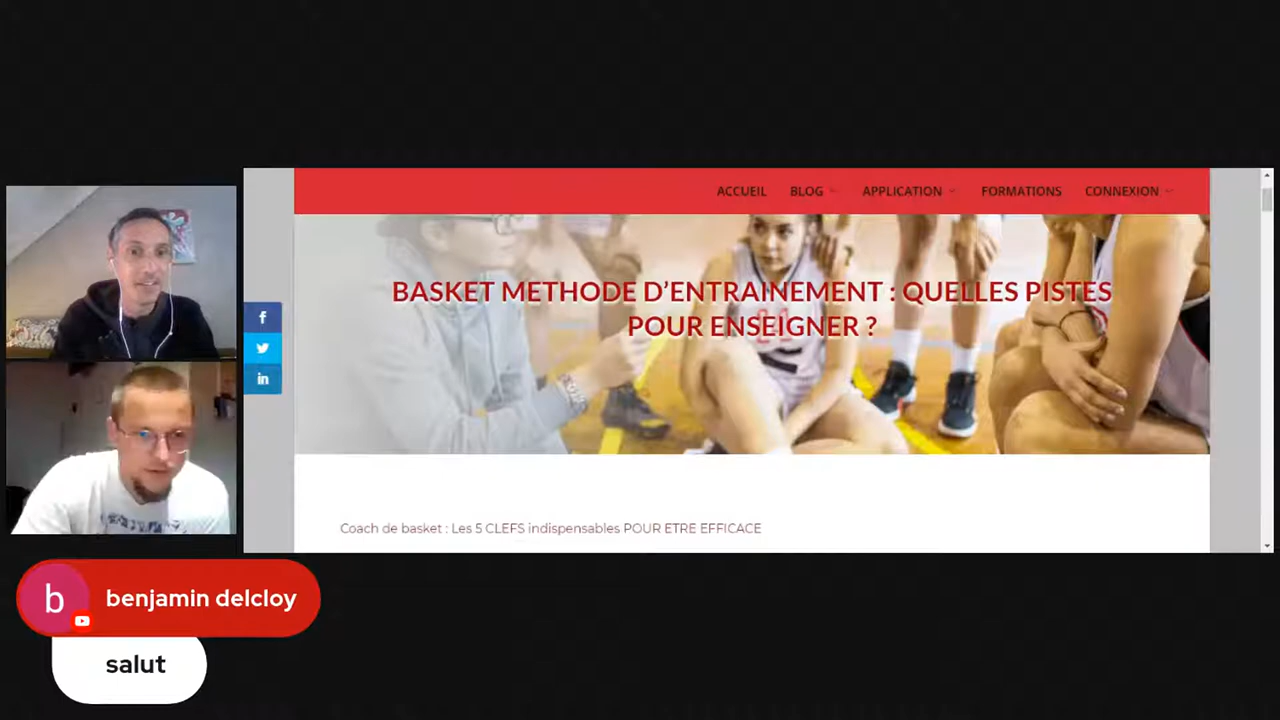 ACCUEIL BLOG APPLICATION FORMATIONS CONNEXION
BASKET METHODE D'ENTRAINEMENT : QUELLES PISTES
POUR ENSEIGNER ?
f
in
Coach de basket : Les 5 CLEFS indispensables POUR ETRE EFFICACE
b benjamin delcloy
salut